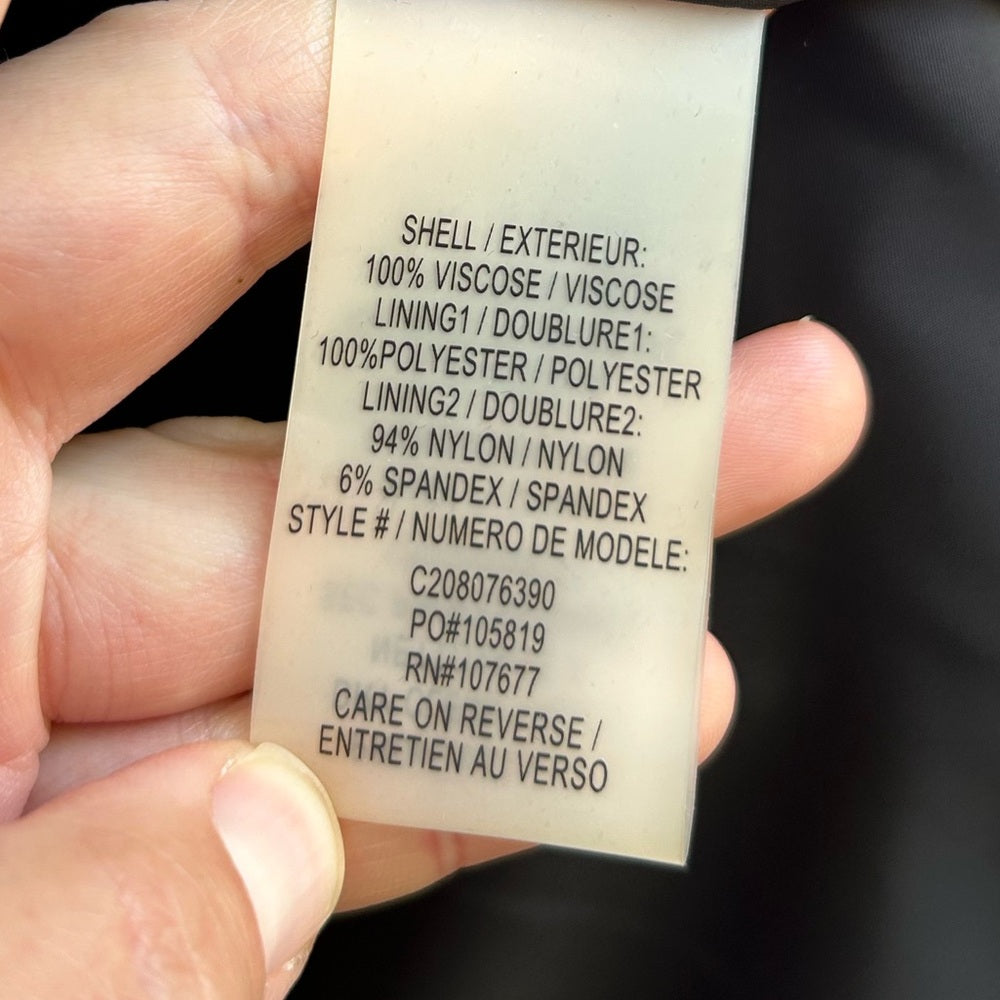 SHELL / EXTERIEUR:
100% VISCOSE / VISCOSE
LINING1 / DOUBLURE1:
100%POLYESTER / POLYESTER
LINING2 / DOUBLURE2:
94% NYLON / NYLON
6% SPANDEX / SPANDEX
STYLE # / NUMERO DE MODELE:
C208076390
PO#105819
RN#107677
CARE ON REVERSE /
ENTRETIEN AU VERSO